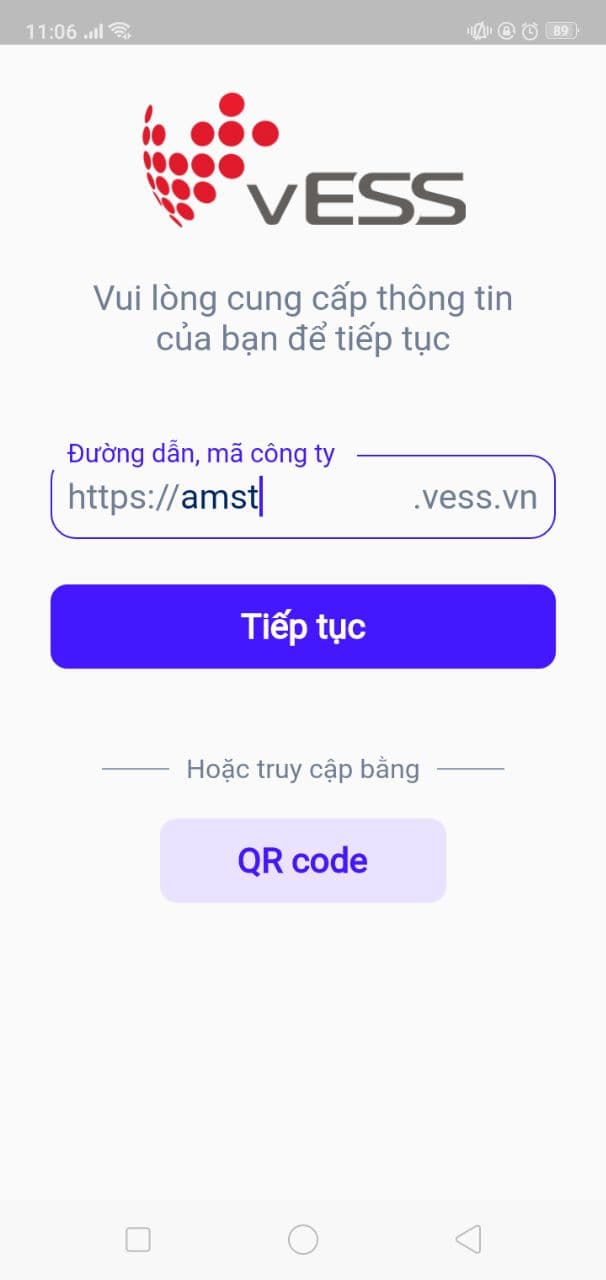 11:06
89
vESS
Vui lòng cung cấp thông tin
của bạn để tiếp tục
Đường dẫn, mã công ty
https://amst .vess.vn
Tiếp tục
Hoặc truy cập bằng
QR code